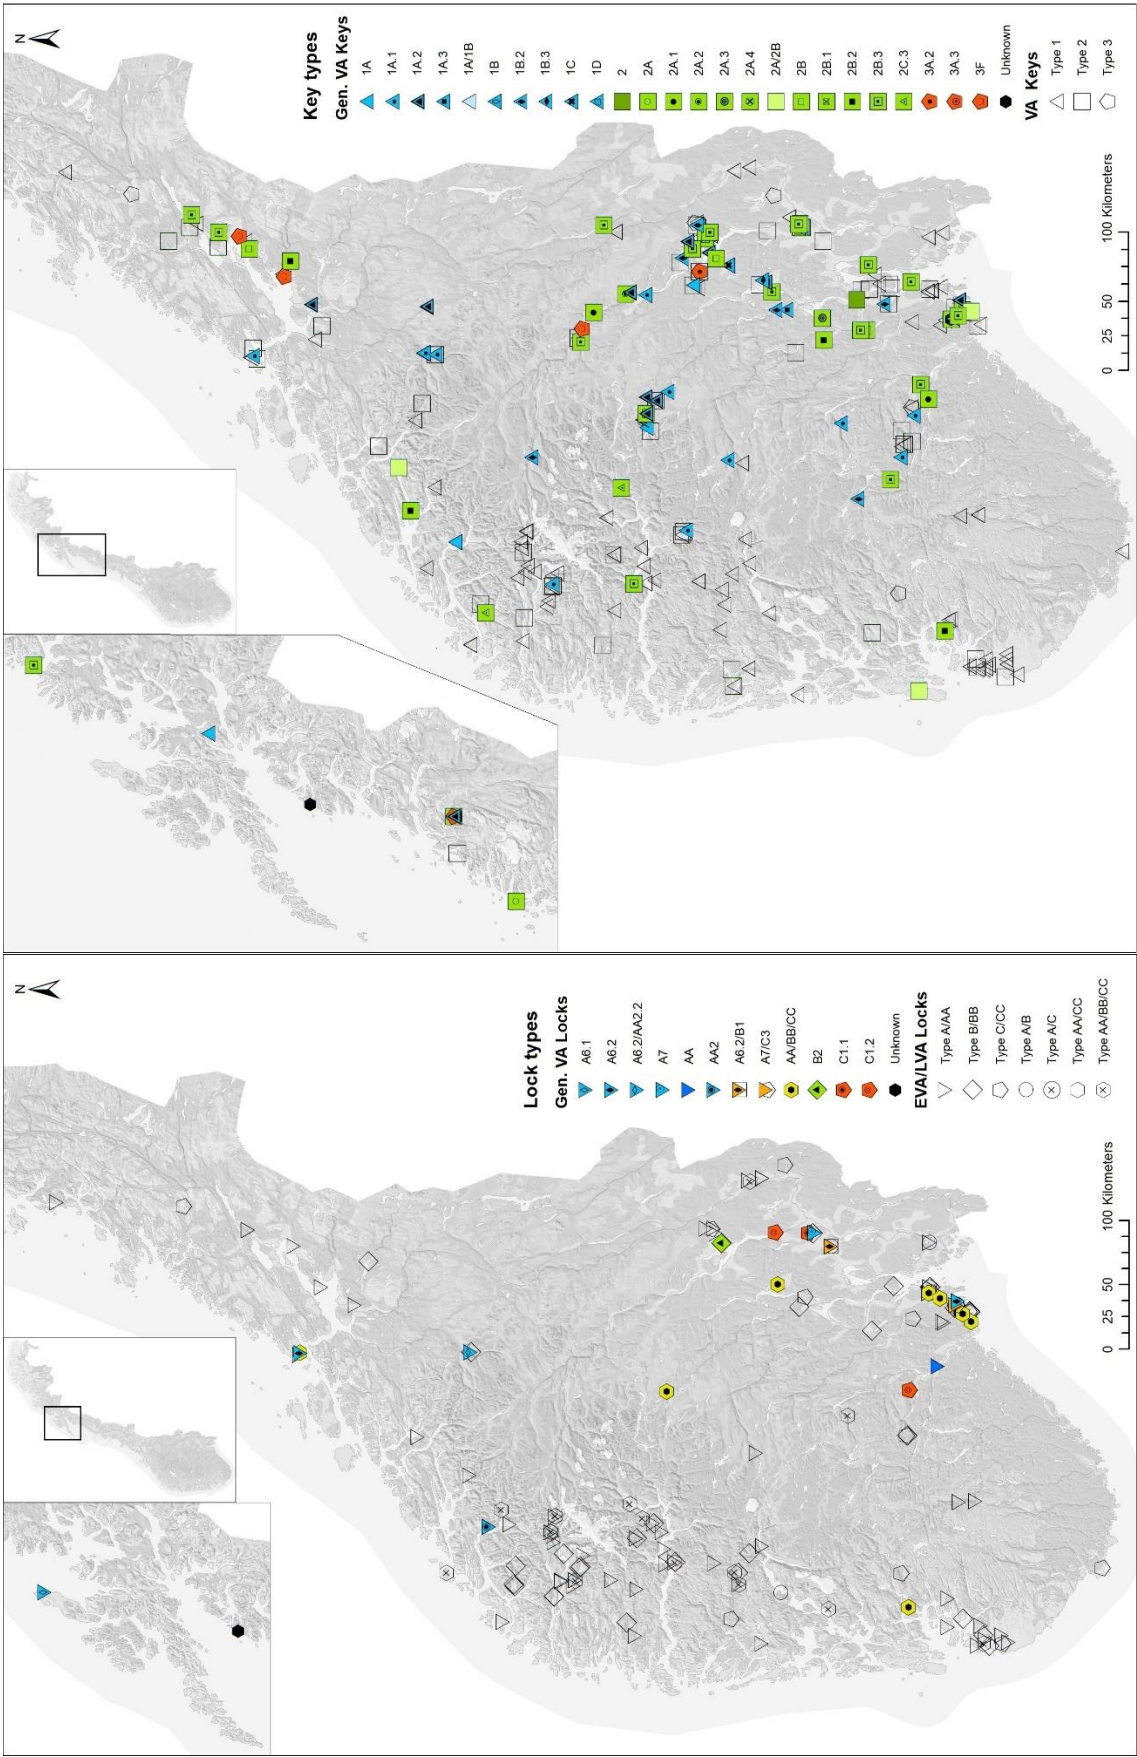 N
Key types
Gen. VA Keys
1A
1A.1
1A.2
1A.3
1A/1B
1B
1B.2
1B.3
1C
1D
2
2A
2A.1
2A.2
2A.3
2A.4
2A/2B
2B
2B.1
2B.2
2B.3
2C.3
3A.2
3A.3
3F
Unknown
VA Keys
Type 1
Type 2
Type 3
0 25 50 100 Kilometers
N
Lock types
Gen. VA Locks
A6.1
A6.2
A6.2/AA2.2
A7
AA
AA2
A6.2/B1
A7/C3
AA/BB/CC
B2
C1.1
C1.2
Unknown
EVA/LVA Locks
Type A/AA
Type B/BB
Type C/CC
Type A/B
Type A/C
Type AA/CC
Type AA/BB/CC
0 25 50 100 Kilometers